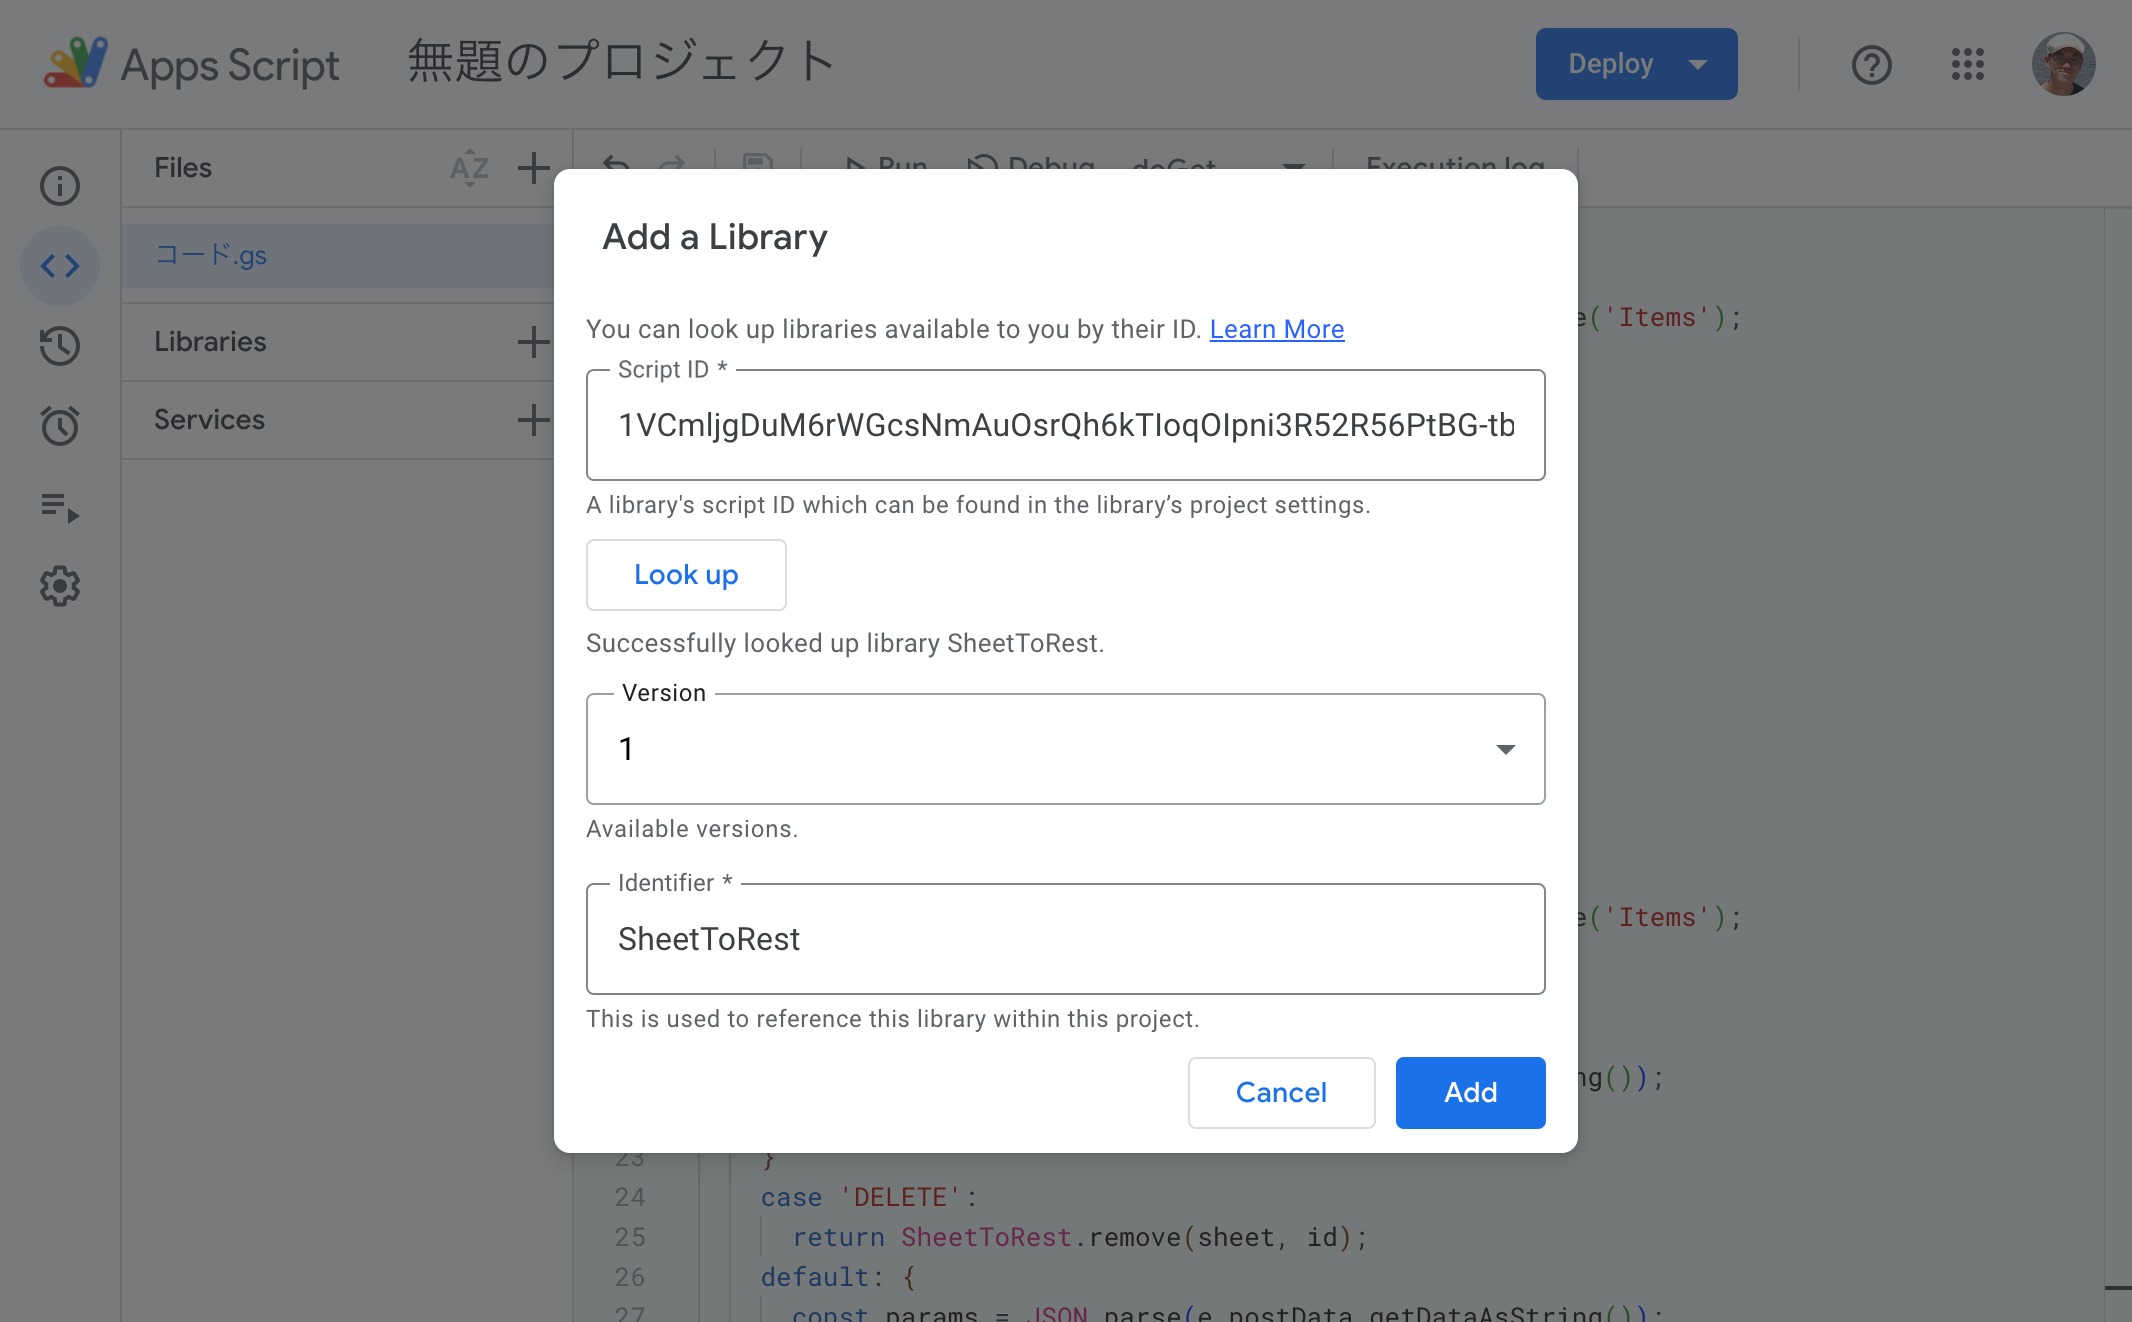 Apps Script 無題のプロジェクト Deploy
Files AZ Run Debug doGet Execution log
コード.gs
Libraries
Services
Add a Library
You can look up libraries available to you by their ID. Learn More
Script ID *
1VCmljgDuM6rWGcsNmAuOsrQh6kTIoqOIpni3R52R56PtBG-tb
A library's script ID which can be found in the library’s project settings.
Look up
Successfully looked up library SheetToRest.
Version
1
Available versions.
Identifier *
SheetToRest
This is used to reference this library within this project.
Cancel Add
e('Items');
e('Items');
ng());
23 }
24 case 'DELETE':
25 return SheetToRest.remove(sheet, id);
26 default: {
27 const params = JSON.parse(e.postData.getDataAsString());